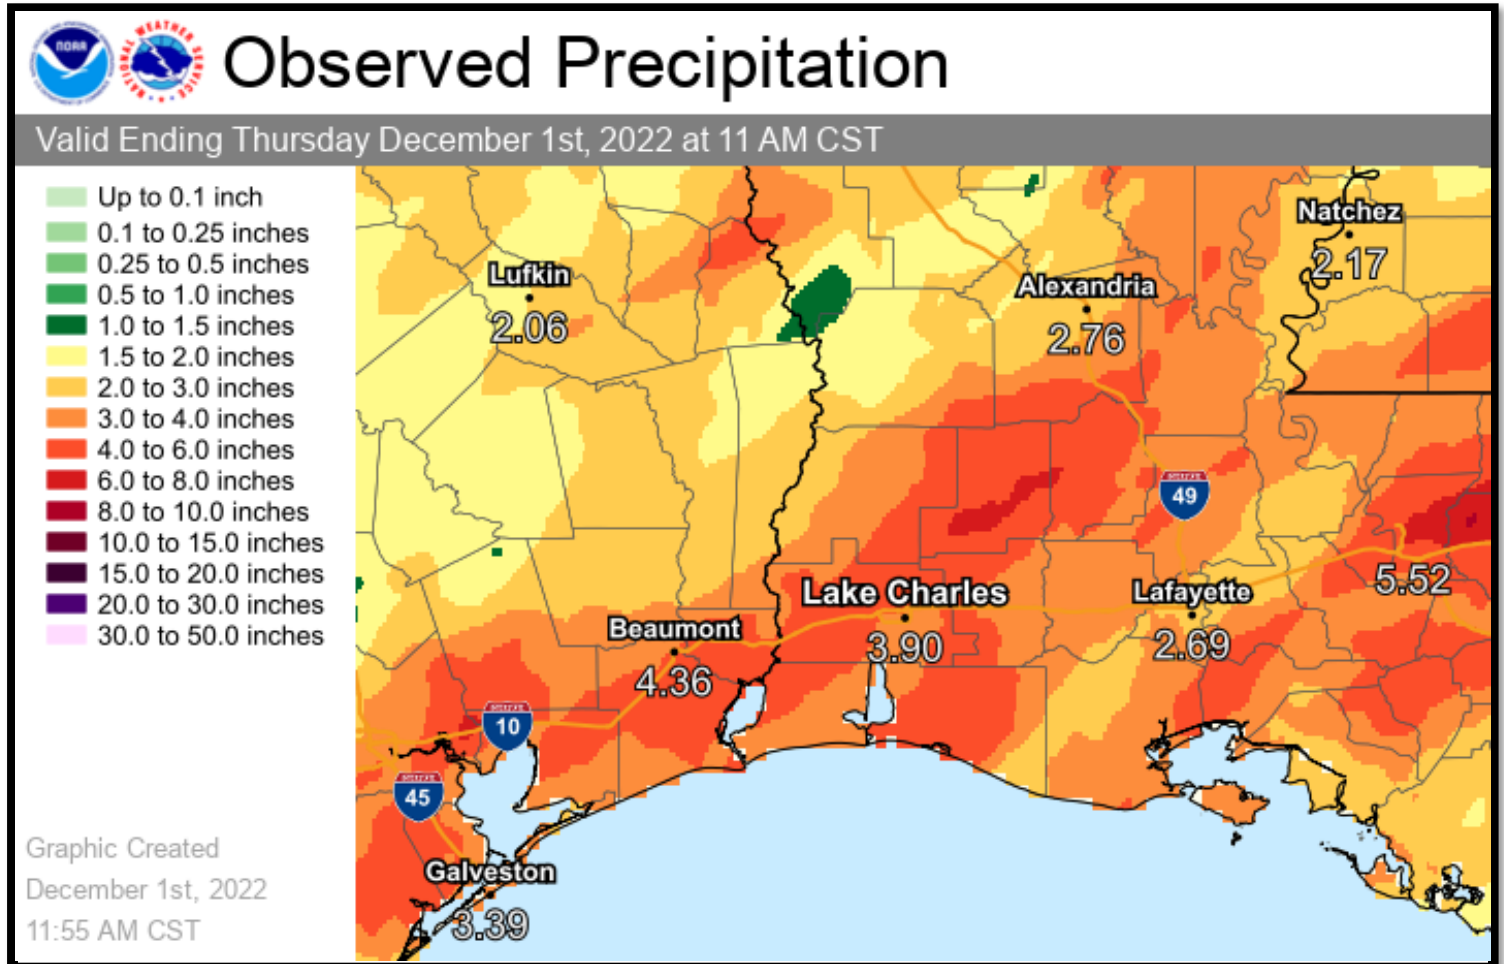 NOAA
NATIONAL WEATHER SERVICE
Observed Precipitation
Valid Ending Thursday December 1st, 2022 at 11 AM CST
Up to 0.1 inch
0.1 to 0.25 inches
0.25 to 0.5 inches
0.5 to 1.0 inches
1.0 to 1.5 inches
1.5 to 2.0 inches
2.0 to 3.0 inches
3.0 to 4.0 inches
4.0 to 6.0 inches
6.0 to 8.0 inches
8.0 to 10.0 inches
10.0 to 15.0 inches
15.0 to 20.0 inches
20.0 to 30.0 inches
30.0 to 50.0 inches
Graphic Created
December 1st, 2022
11:55 AM CST
Natchez
2.17
Lufkin
2.06
Alexandria
2.76
49
Lake Charles
3.90
Lafayette
2.69
5.52
Beaumont
4.36
10
45
Galveston
3.39